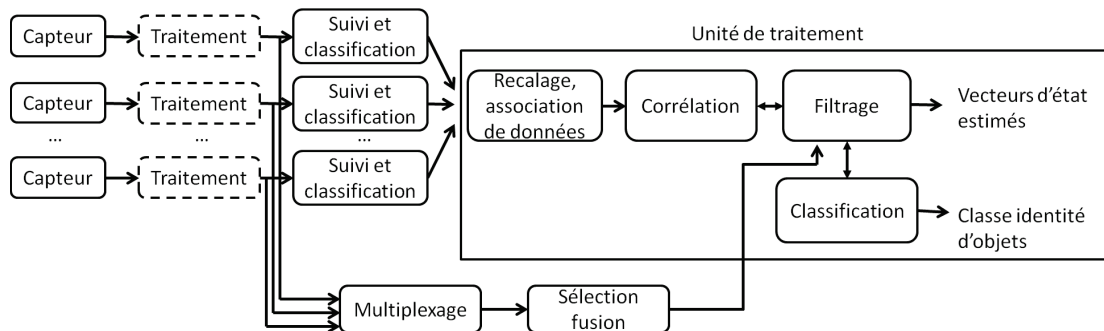 Capteur
Traitement
Suivi et
classification
Unité de traitement
Capteur
Traitement
Suivi et
classification
Recalage,
association
de données
Corrélation
Filtrage
Vecteurs d'état
estimés
...
...
...
Capteur
Traitement
Suivi et
classification
Classification
Classe identité
d'objets
Multiplexage
Sélection
fusion